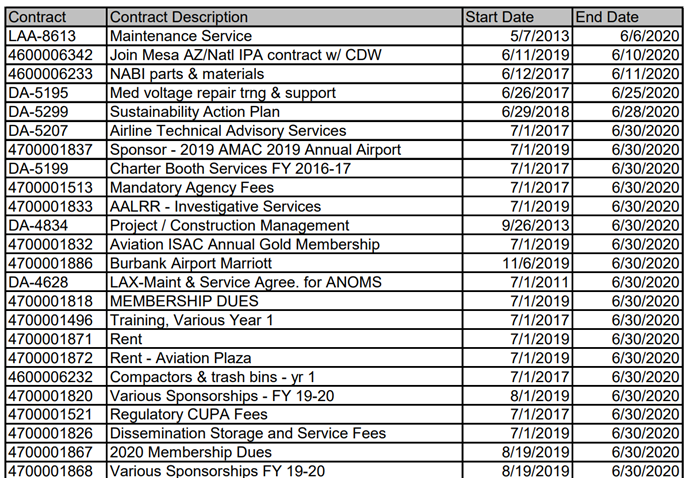 Contract Contract Description Start Date End Date
LAA-8613 Maintenance Service 5/7/2013 6/6/2020
4600006342 Join Mesa AZ/Natl IPA contract w/ CDW 6/11/2019 6/10/2020
4600006233 NABI parts & materials 6/12/2017 6/11/2020
DA-5195 Med voltage repair trng & support 6/26/2017 6/25/2020
DA-5299 Sustainability Action Plan 6/29/2018 6/28/2020
DA-5207 Airline Technical Advisory Services 7/1/2017 6/30/2020
4700001837 Sponsor - 2019 AMAC 2019 Annual Airport 7/1/2019 6/30/2020
DA-5199 Charter Booth Services FY 2016-17 7/1/2017 6/30/2020
4700001513 Mandatory Agency Fees 7/1/2017 6/30/2020
4700001833 AALRR - Investigative Services 7/1/2019 6/30/2020
DA-4834 Project / Construction Management 9/26/2013 6/30/2020
4700001832 Aviation ISAC Annual Gold Membership 7/1/2019 6/30/2020
4700001886 Burbank Airport Marriott 11/6/2019 6/30/2020
DA-4628 LAX-Maint & Service Agree. for ANOMS 7/1/2011 6/30/2020
4700001818 MEMBERSHIP DUES 7/1/2019 6/30/2020
4700001496 Training, Various Year 1 7/1/2017 6/30/2020
4700001871 Rent 7/1/2019 6/30/2020
4700001872 Rent - Aviation Plaza 7/1/2019 6/30/2020
4600006232 Compactors & trash bins - yr 1 7/1/2017 6/30/2020
4700001820 Various Sponsorships - FY 19-20 8/1/2019 6/30/2020
4700001521 Regulatory CUPA Fees 7/1/2017 6/30/2020
4700001826 Dissemination Storage and Service Fees 7/1/2019 6/30/2020
4700001867 2020 Membership Dues 8/19/2019 6/30/2020
4700001868 Various Sponsorships FY 19-20 8/19/2019 6/30/2020